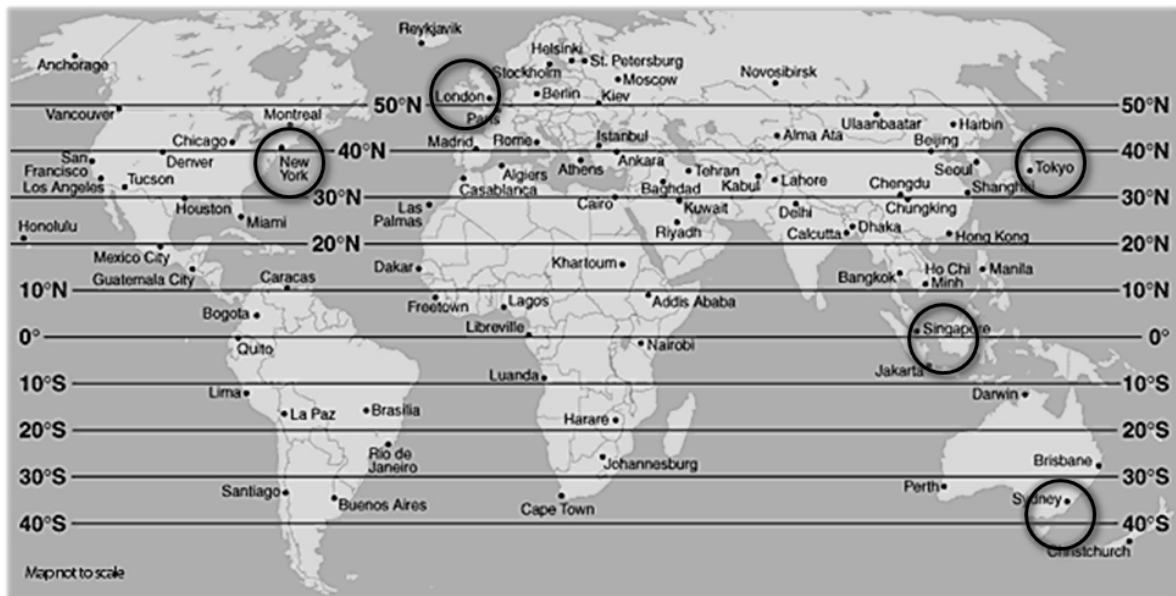 Reykjavik
Helsinki
Anchorage
St. Petersburg
Stockholm
Moscow
Novosibirsk
London
Berlin
Kiev
50°N
50°N
Vancouver
Montreal
Paris
Ulaanbaatar
Harbin
Chicago
Madrid
Rome
Istanbul
Alma Ata
Beijing
40°N
40°N
San
Francisco
Denver
New
York
Ankara
Tehran
Seoul
Tokyo
Los Angeles
Tucson
Casablanca
Algiers
Athens
Baghdad
Kabul
Lahore
Chengdu
Shanghai
30°N
30°N
Houston
Miami
Las
Palmas
Cairo
Kuwait
Delhi
Chungking
Honolulu
Riyadh
Calcutta
Dhaka
Hong Kong
20°N
20°N
Mexico City
Guatemala City
Caracas
Dakar
Khartoum
Bangkok
Ho Chi
Minh
Manila
10°N
10°N
Bogota
Freetown
Lagos
Addis Ababa
Libreville
Singapore
0°
0°
Quito
Nairobi
Jakarta
Luanda
10°S
10°S
Lima
Darwin
La Paz
Brasilia
Harare
20°S
20°S
Rio de
Janeiro
Johannesburg
Brisbane
30°S
30°S
Santiago
Buenos Aires
Cape Town
Perth
Sydney
40°S
40°S
Christchurch
Map not to scale